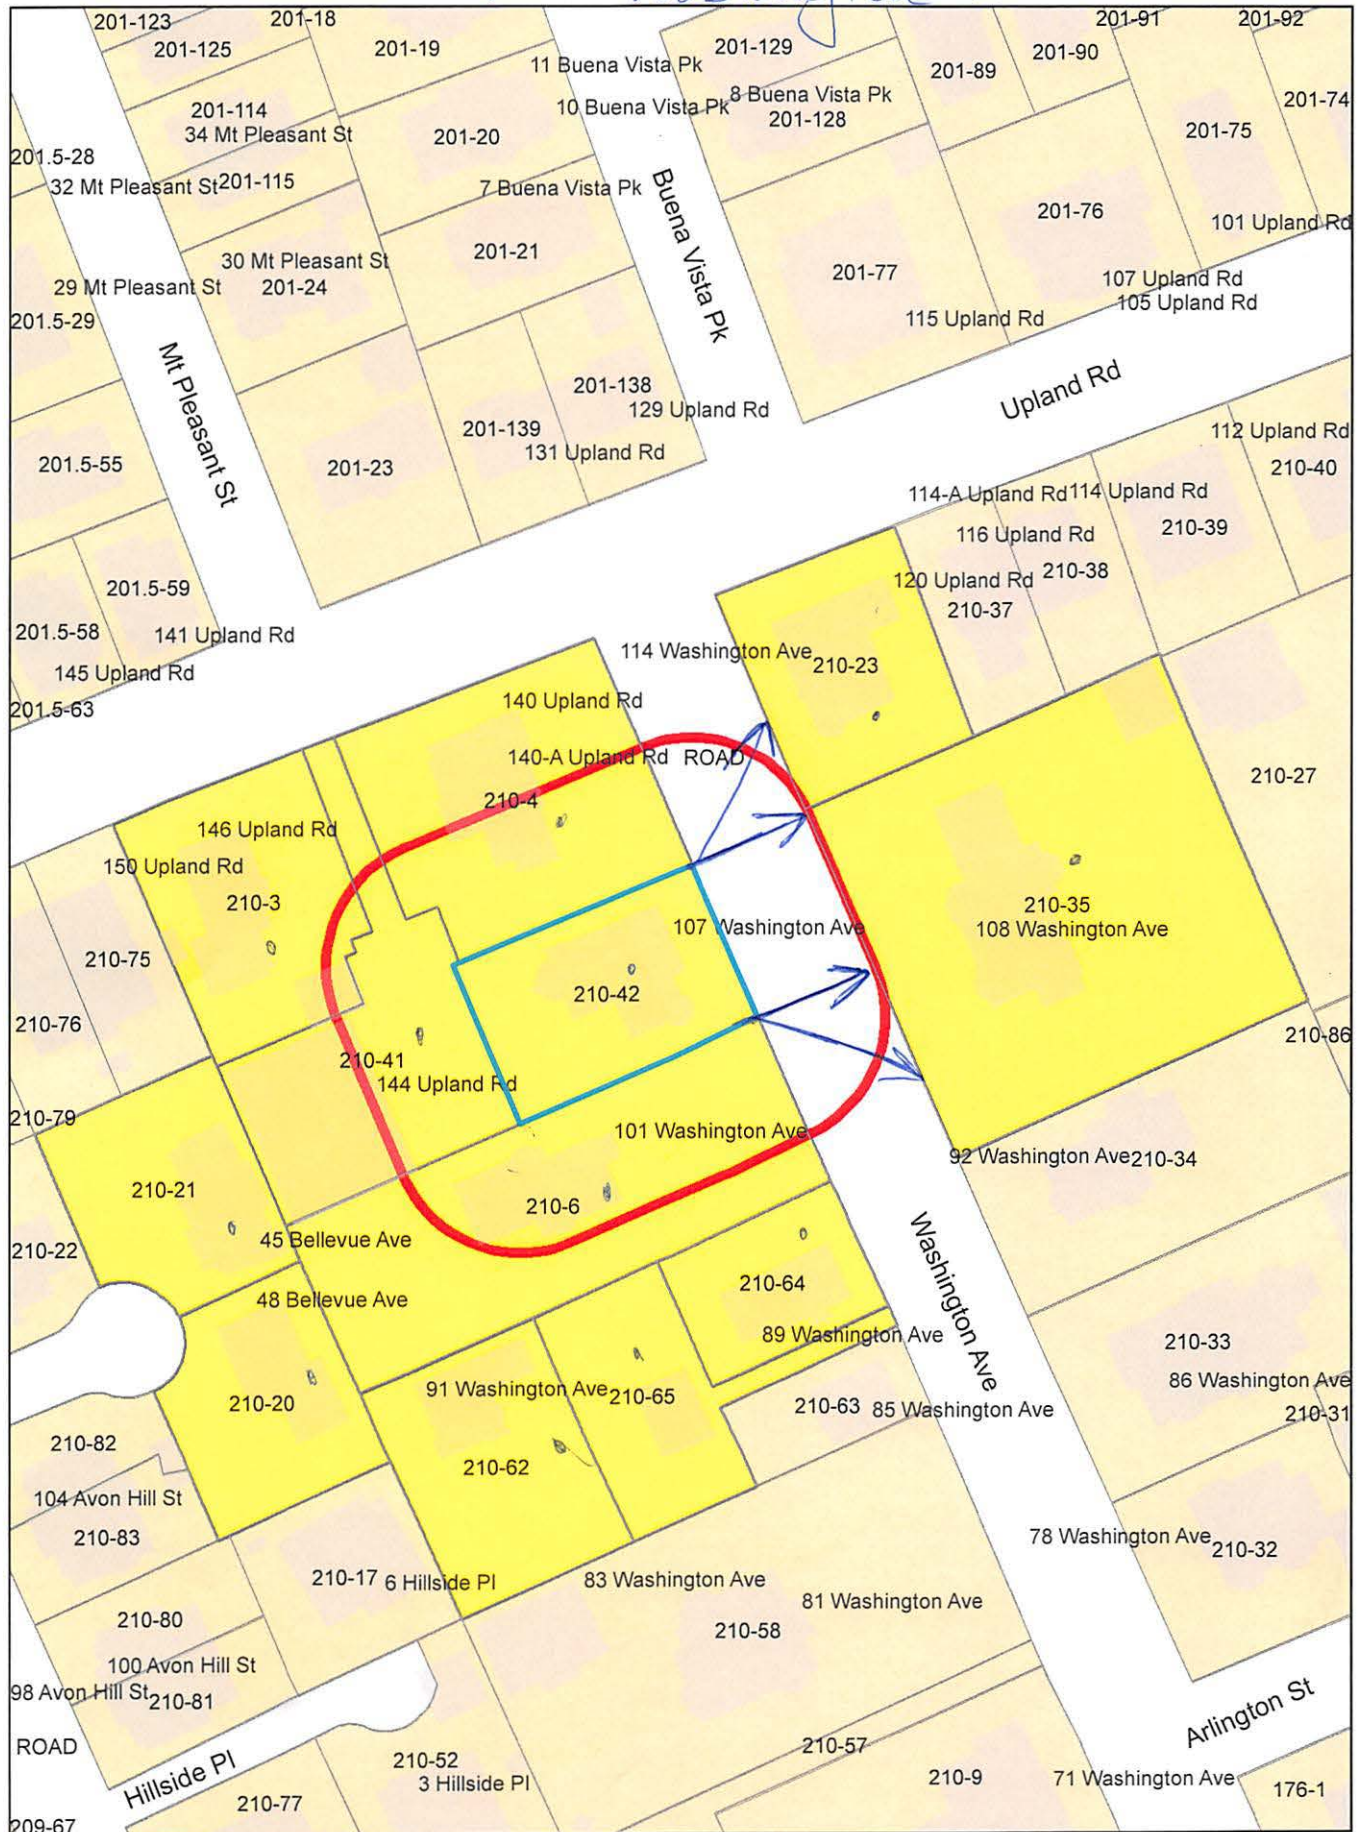 201-123
201-18
201-91
201-92
201-125
201-19
201-129
201-90
11 Buena Vista Pk
201-89
8 Buena Vista Pk
201-74
201-114
10 Buena Vista Pk
201-128
34 Mt Pleasant St
201-20
201-75
201.5-28
32 Mt Pleasant St
201-115
7 Buena Vista Pk
201-76
101 Upland Rd
Buena Vista Pk
30 Mt Pleasant St
201-21
201-77
29 Mt Pleasant St
201-24
107 Upland Rd
105 Upland Rd
201.5-29
115 Upland Rd
Mt Pleasant St
201-138
Upland Rd
129 Upland Rd
201-139
112 Upland Rd
131 Upland Rd
201.5-55
201-23
210-40
114-A Upland Rd
114 Upland Rd
116 Upland Rd
210-39
201.5-59
120 Upland Rd
210-38
210-37
201.5-58
141 Upland Rd
114 Washington Ave
210-23
145 Upland Rd
140 Upland Rd
201.5-63
140-A Upland Rd
ROAD
210-27
210-4
146 Upland Rd
150 Upland Rd
210-3
210-35
107 Washington Ave
108 Washington Ave
210-75
210-42
210-76
210-86
210-41
144 Upland Rd
210-79
101 Washington Ave
92 Washington Ave
210-34
210-21
210-6
45 Bellevue Ave
210-22
Washington Ave
210-64
48 Bellevue Ave
89 Washington Ave
210-33
91 Washington Ave
210-65
86 Washington Ave
210-20
210-63
85 Washington Ave
210-31
210-82
210-62
104 Avon Hill St
210-83
78 Washington Ave
210-32
210-17
6 Hillside Pl
83 Washington Ave
81 Washington Ave
210-80
210-58
100 Avon Hill St
98 Avon Hill St
210-81
Arlington St
ROAD
210-57
210-52
Hillside Pl
3 Hillside Pl
210-9
71 Washington Ave
176-1
210-77
209-67